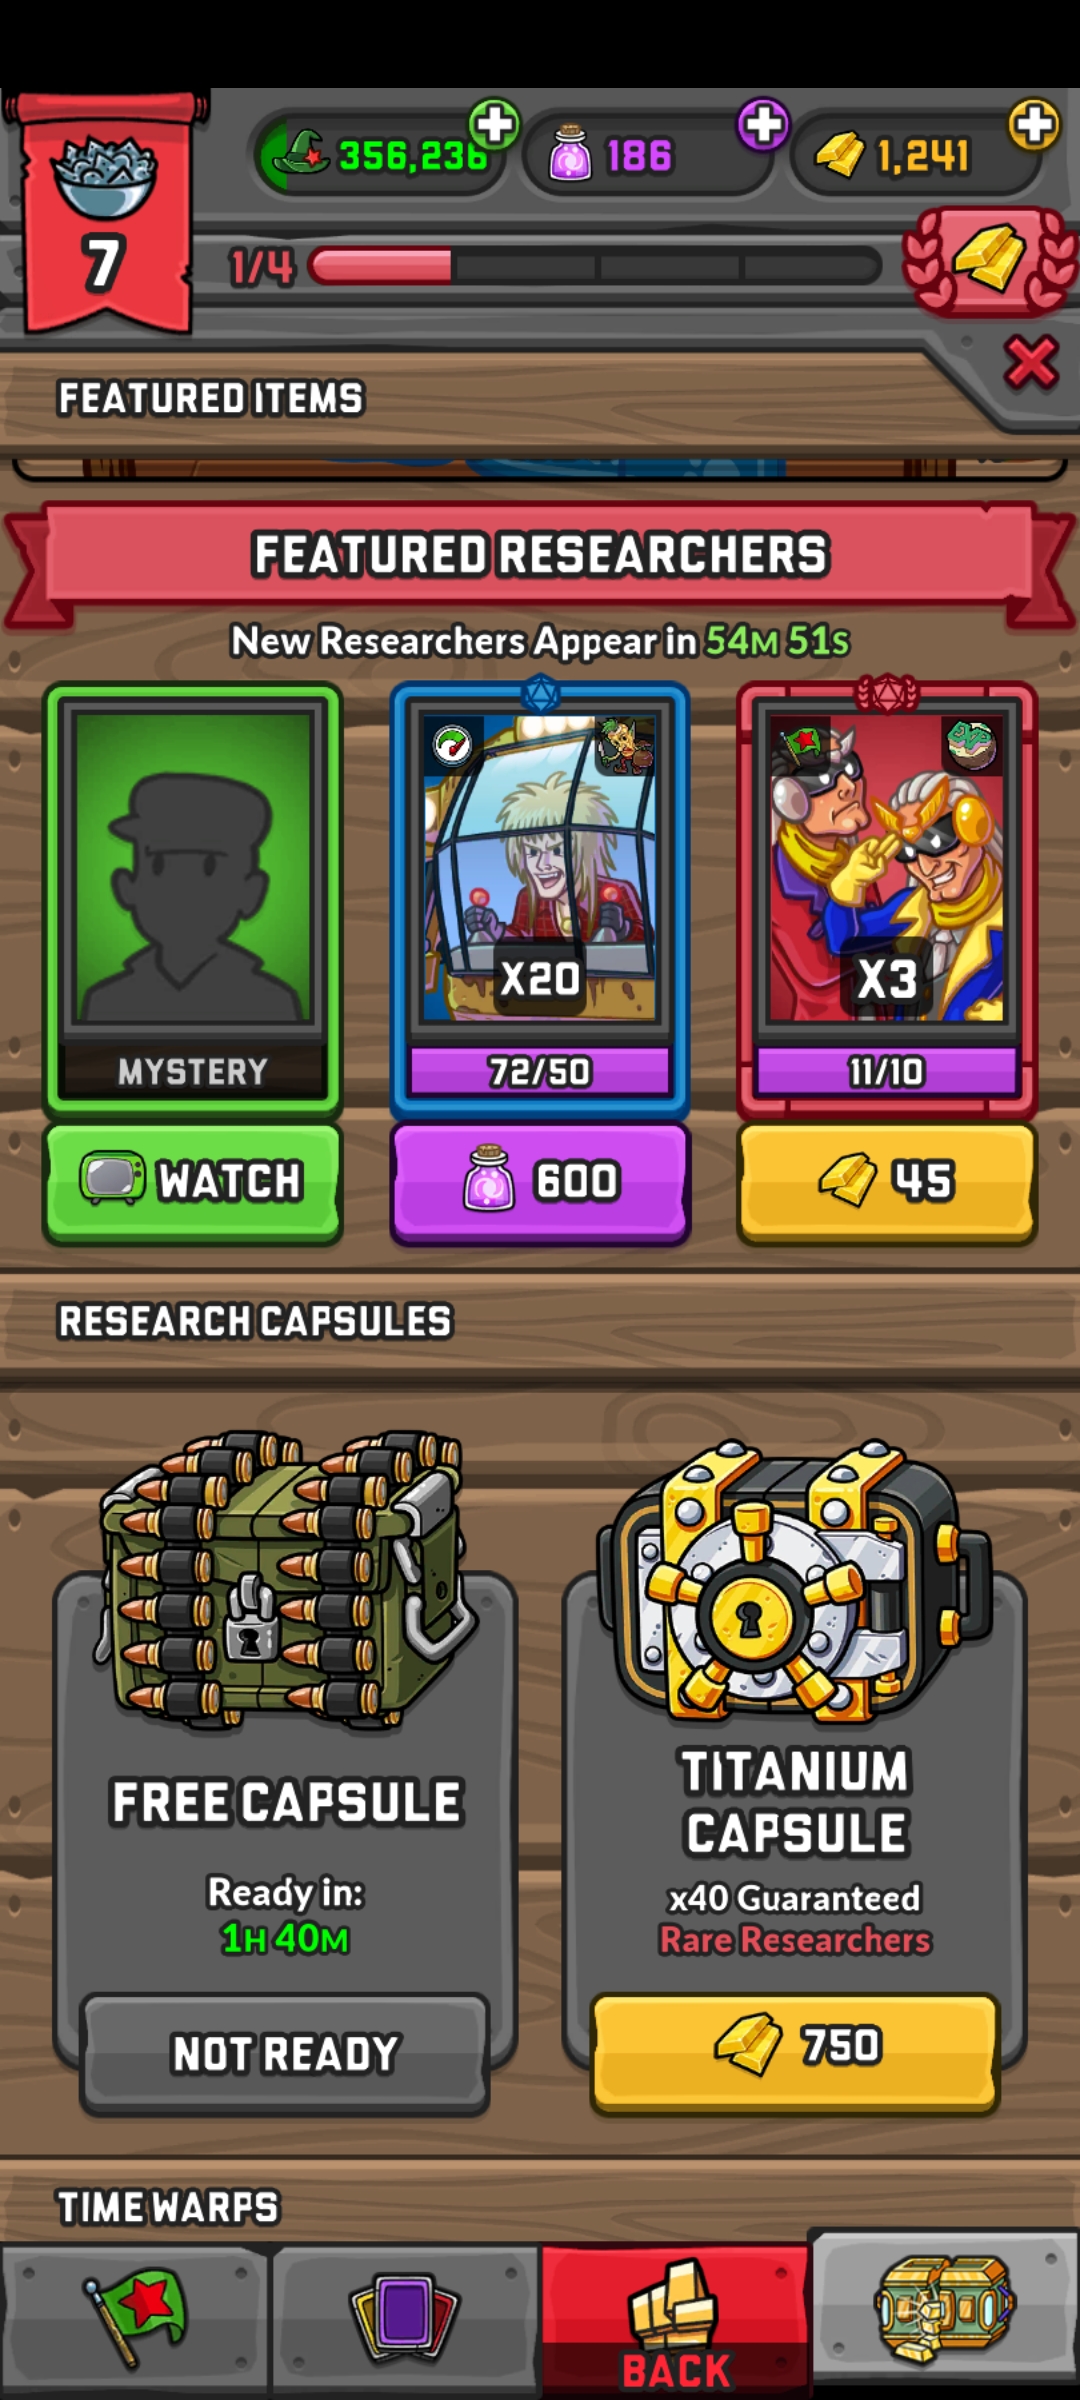 356,236
186
1,241
7
1/4
FEATURED ITEMS
FEATURED RESEARCHERS
New Researchers Appear in 54M 51S
EXP
X20
X3
MYSTERY
72/50
11/10
WATCH
600
45
RESEARCH CAPSULES
FREE CAPSULE
TITANIUM
CAPSULE
Ready in:
1H 40M
x40 Guaranteed
Rare Researchers
NOT READY
750
TIME WARPS
BACK